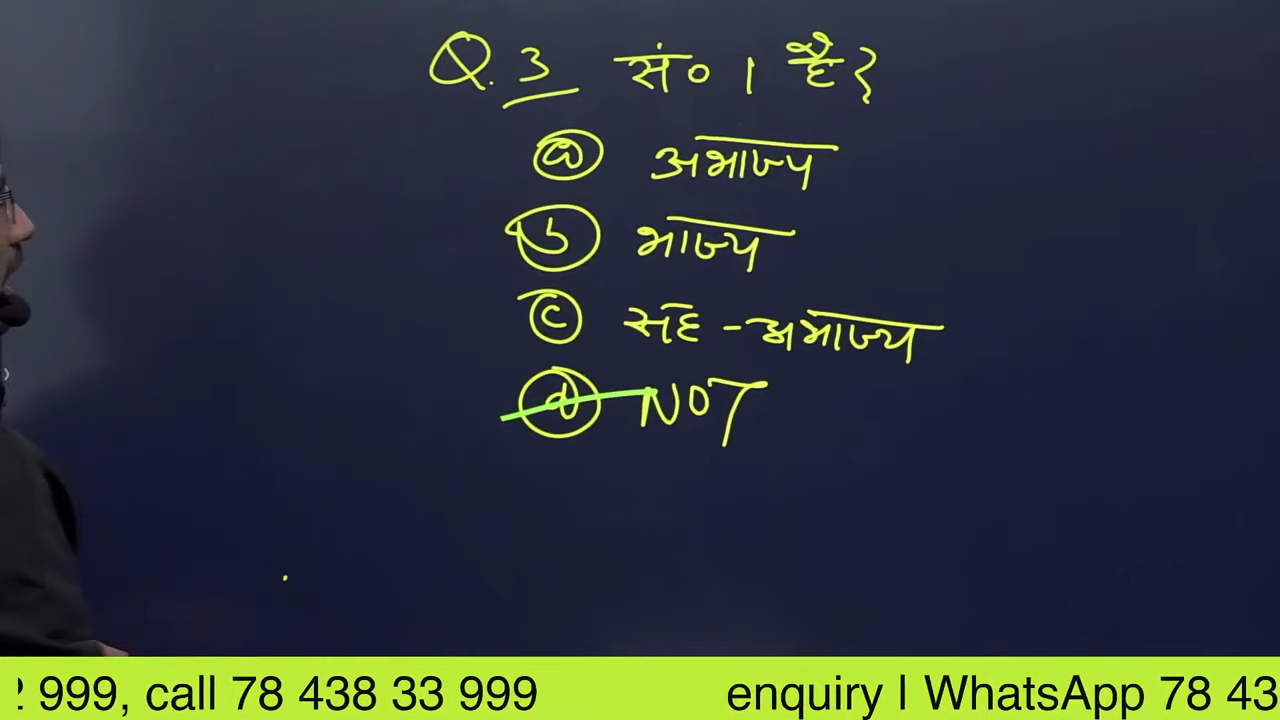 Q. 3 सं० 1 है?
(a) अभाज्य
(b) भाज्य
(c) सह-अभाज्य
(d) NOT
999, call 78 438 33 999 enquiry | WhatsApp 78 43